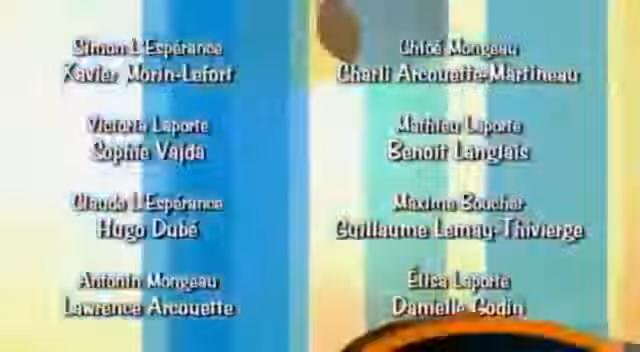 Simon L'Espérance
Xavier Morin-Lefort
Victoria Laporte
Sophie Vajda
Claude L'Espérance
Hugo Dubé
Antonin Mongeau
Lawrence Arcouette
Chloé Mongeau
Charli Arcouette-Martineau
Mathieu Laporte
Benoit Langlais
Maxime Boucher
Guillaume Lemay-Thivierge
Élisa Laporte
Danielle Godin